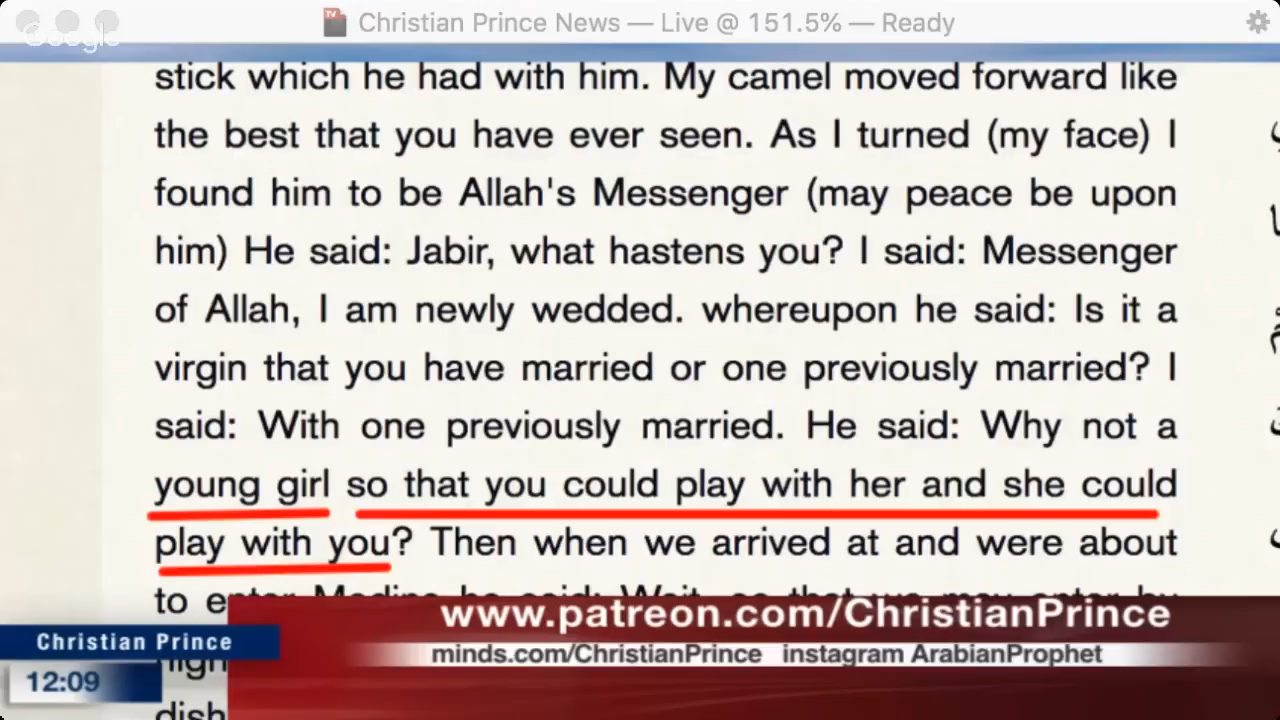 Christian Prince News — Live @ 151.5% — Ready
Google
stick which he had with him. My camel moved forward like
the best that you have ever seen. As I turned (my face) I
found him to be Allah's Messenger (may peace be upon
him) He said: Jabir, what hastens you? I said: Messenger
of Allah, I am newly wedded. whereupon he said: Is it a
virgin that you have married or one previously married? I
said: With one previously married. He said: Why not a
young girl so that you could play with her and she could
play with you? Then when we arrived at and were about
to
www.patreon.com/ChristianPrince
Christian Prince
minds.com/ChristianPrince instagram ArabianProphet
12:09